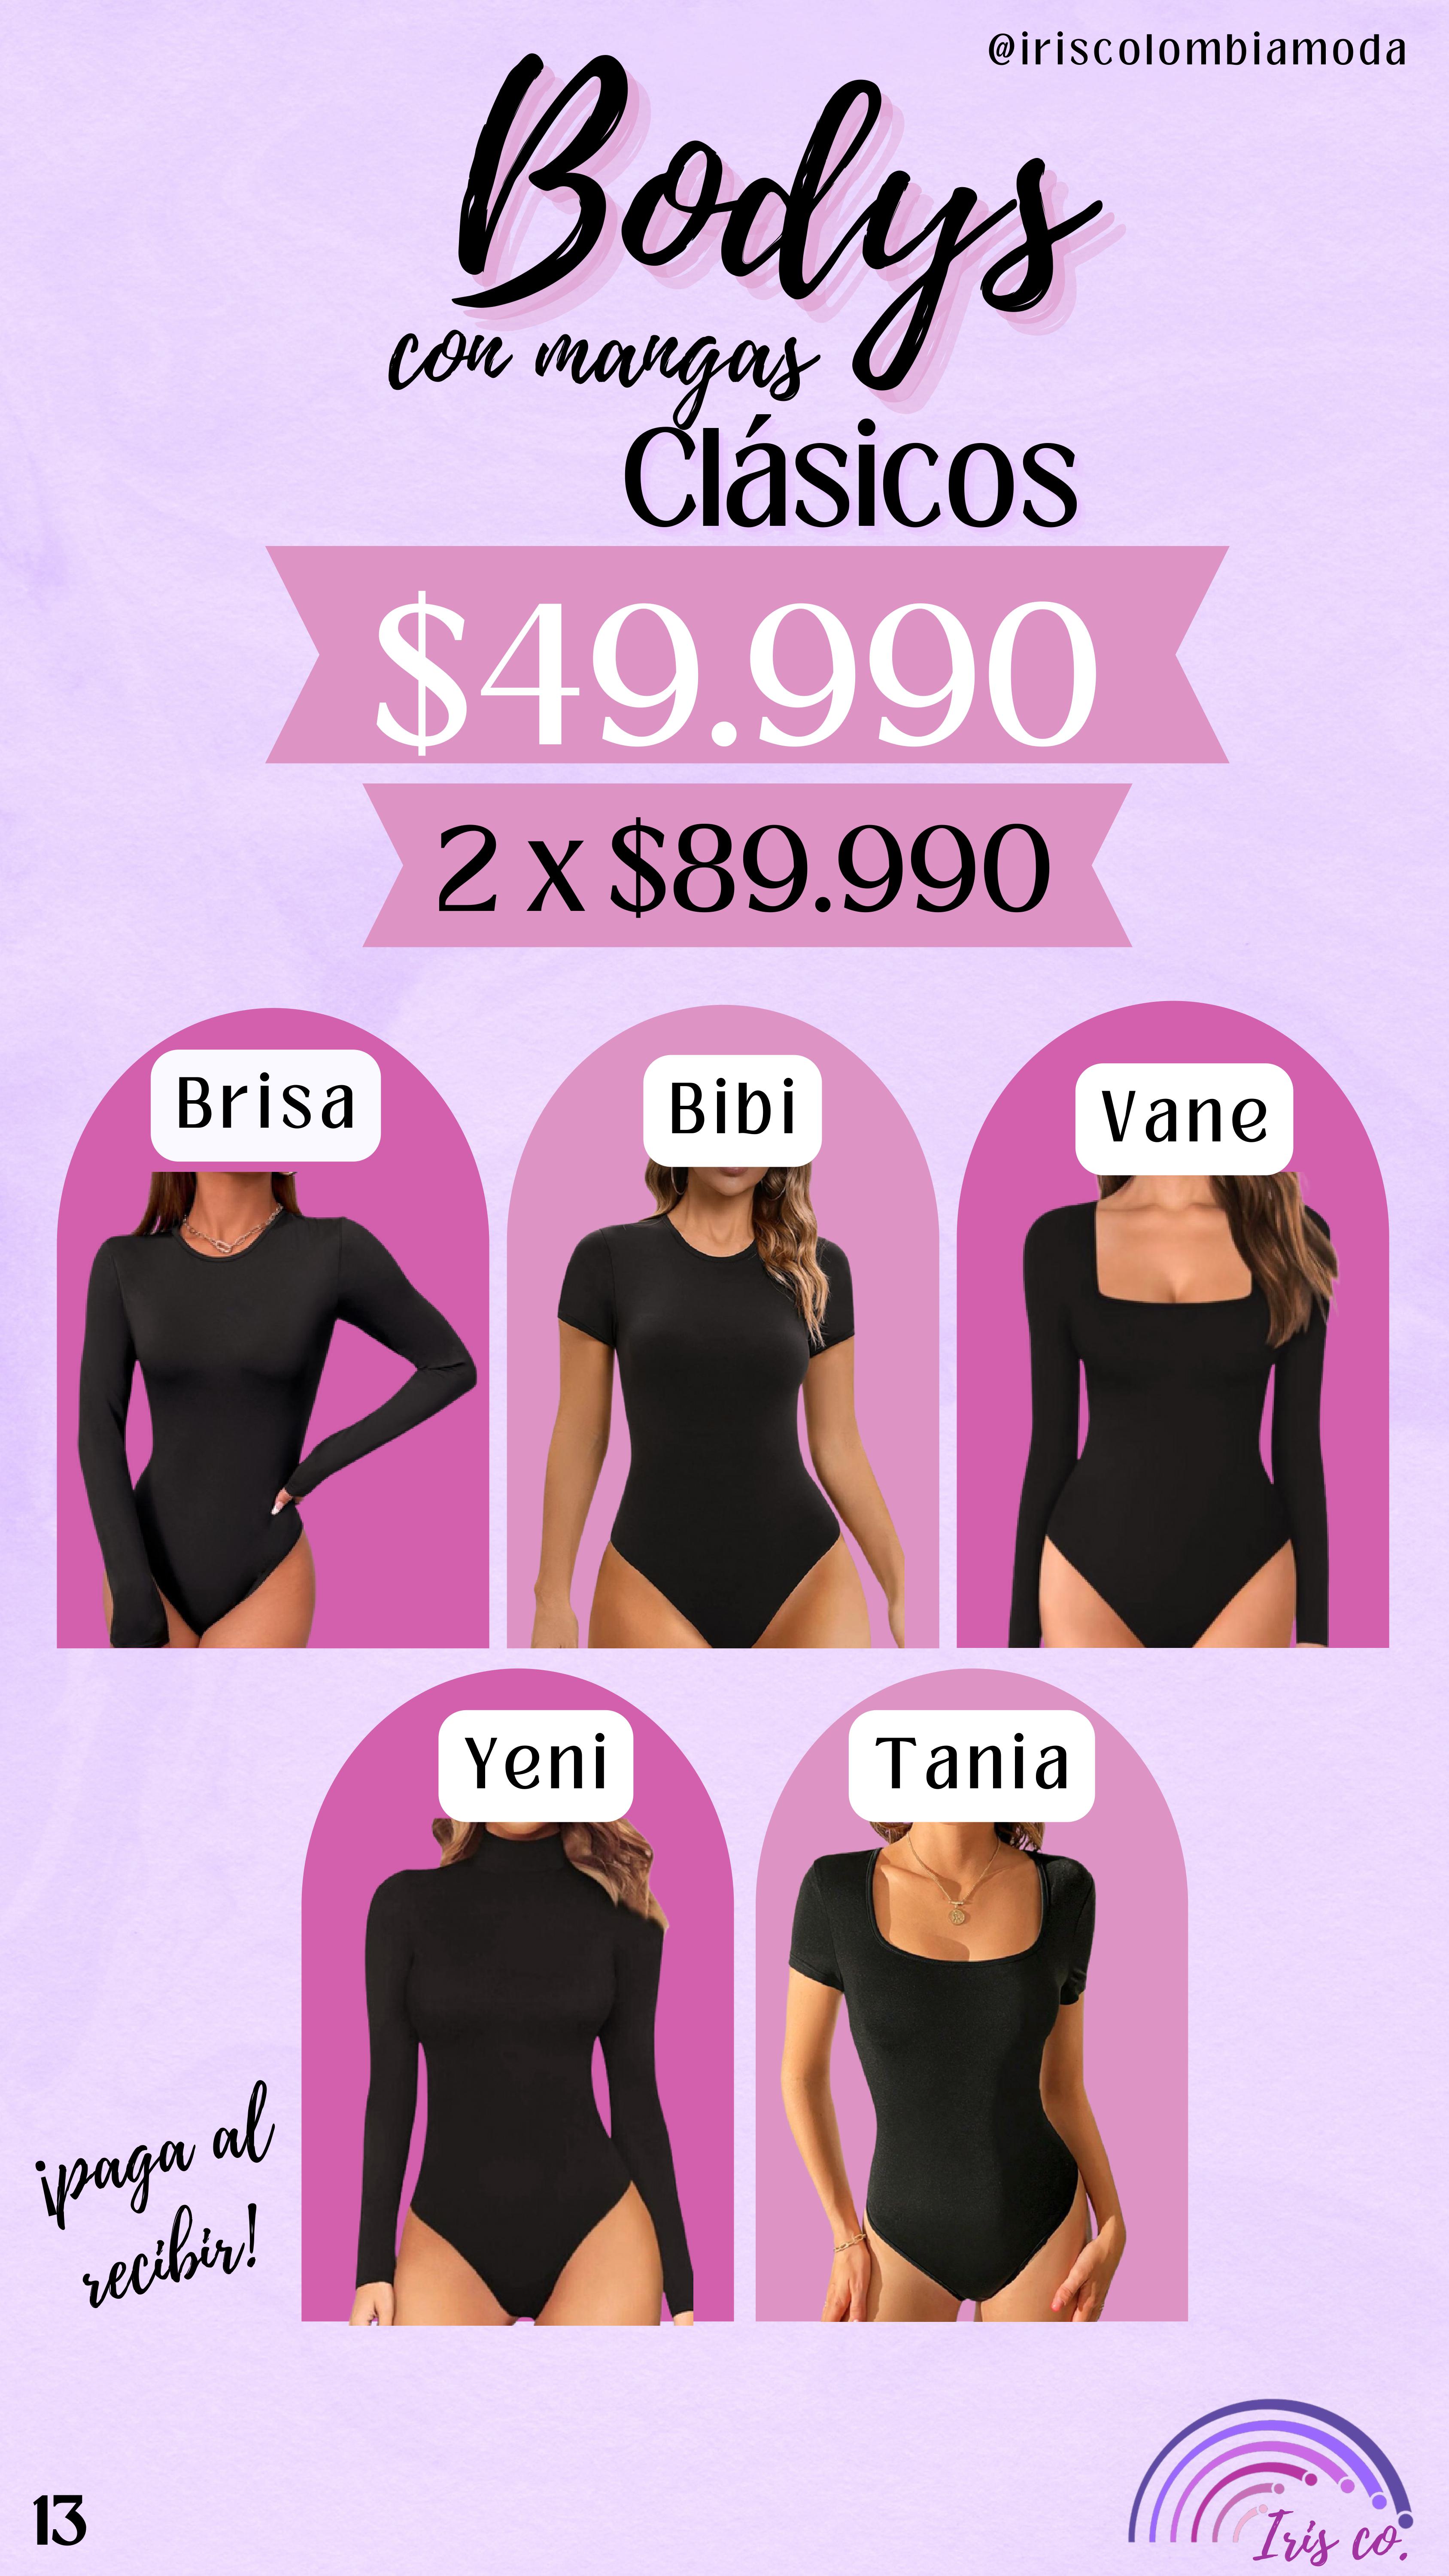 @iriscolombiamoda
Bodys
con mangas
Clásicos
$49.990
2 x $89.990
Brisa
Bibi
Vane
Yeni
Tania
¡paga al
recibir!
13
Iris co.